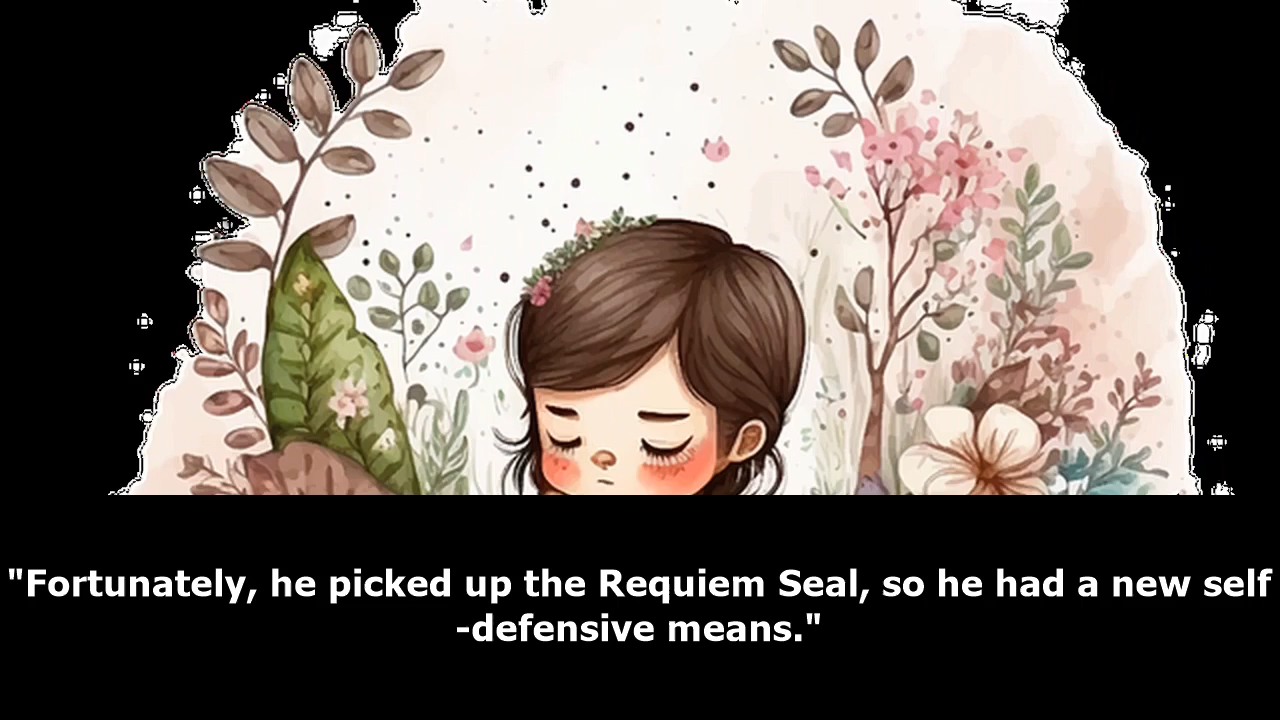 "Fortunately, he picked up the Requiem Seal, so he had a new self
-defensive means."